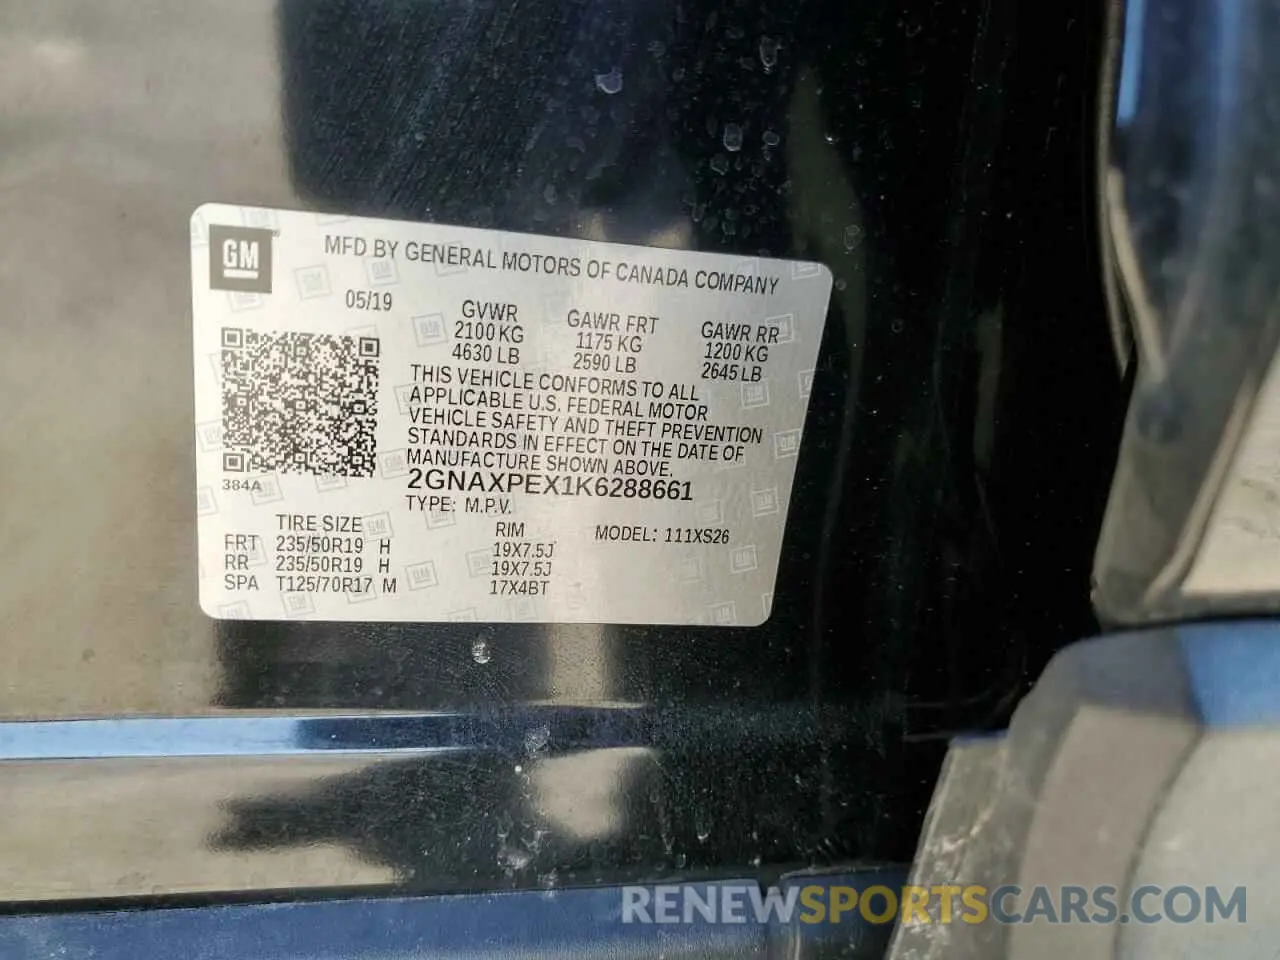 GM
MFD BY GENERAL MOTORS OF CANADA COMPANY
05/19
GVWR
2100 KG
4630 LB
GAWR FRT
1175 KG
2590 LB
GAWR RR
1200 KG
2645 LB
THIS VEHICLE CONFORMS TO ALL
APPLICABLE U.S. FEDERAL MOTOR
VEHICLE SAFETY AND THEFT PREVENTION
STANDARDS IN EFFECT ON THE DATE OF
MANUFACTURE SHOWN ABOVE.
384A
2GNAXPEX1K6288661
TYPE: M.P.V.
TIRE SIZE RIM MODEL: 111XS26
FRT 235/50R19 H 19X7.5J
RR 235/50R19 H 19X7.5J
SPA T125/70R17 M 17X4BT
RENEWSPORTSCARS.COM